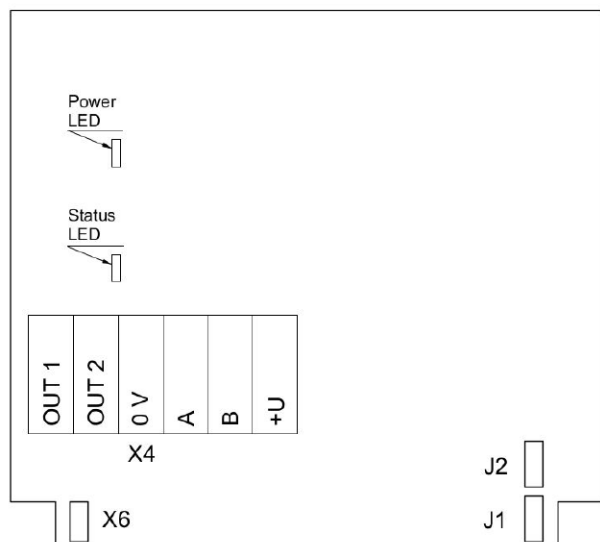 Power
LED
Status
LED
OUT 1
OUT 2
0 V
A
B
+U
X4
J2
X6
J1